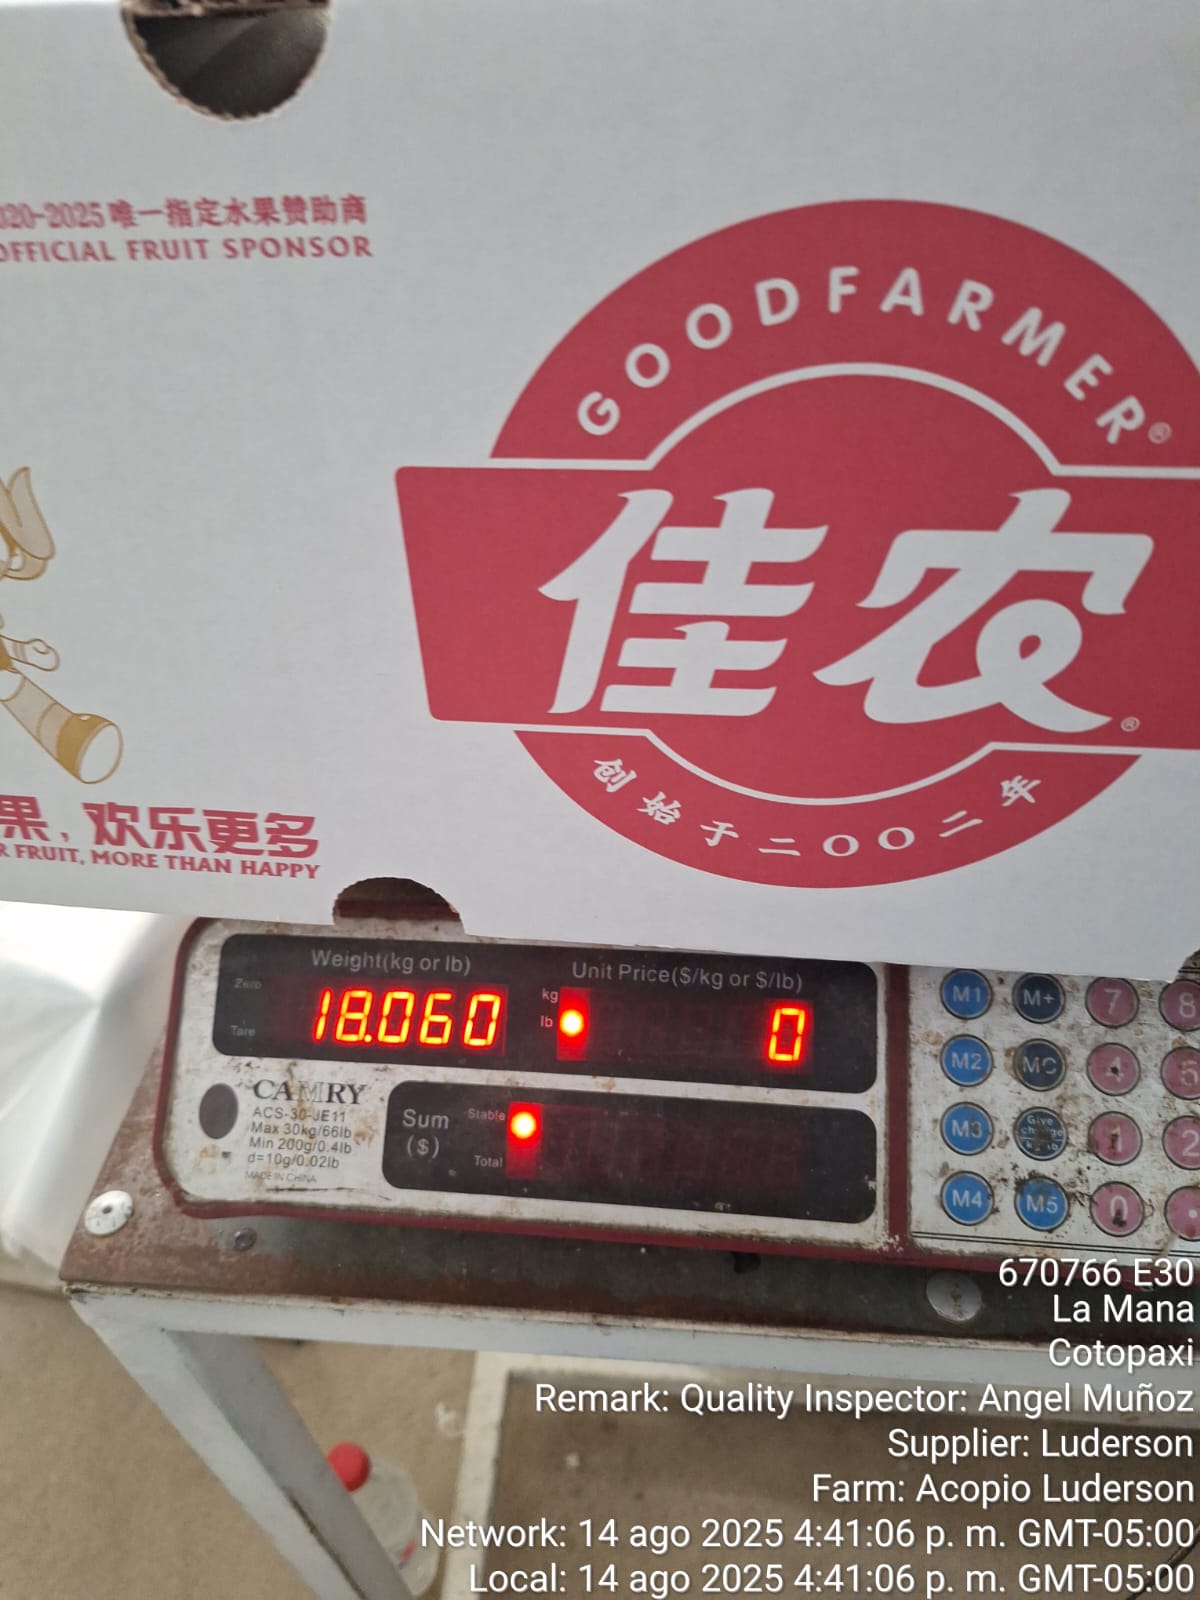 020-2025唯一指定水果赞助商
OFFICIAL FRUIT SPONSOR
GOODFARMER®
佳农®
创始于二〇〇二年
果,欢乐更多
R FRUIT, MORE THAN HAPPY
Weight(kg or lb)
Unit Price($/kg or $/lb)
Zero
Tare
18.060
kg
lb
0
CAMRY
ACS-30-JE11
Max 30kg/66lb
Min 200g/0.4lb
d=10g/0.02lb
MADE IN CHINA
Sum
($)
Stable
Total
M1 M+ 7 8
M2 MC 4 5
M3 Give change 1 2
M4 M5 0 .
670766 E30
La Mana
Cotopaxi
Remark: Quality Inspector: Angel Muñoz
Supplier: Luderson
Farm: Acopio Luderson
Network: 14 ago 2025 4:41:06 p. m. GMT-05:00
Local: 14 ago 2025 4:41:06 p. m. GMT-05:00